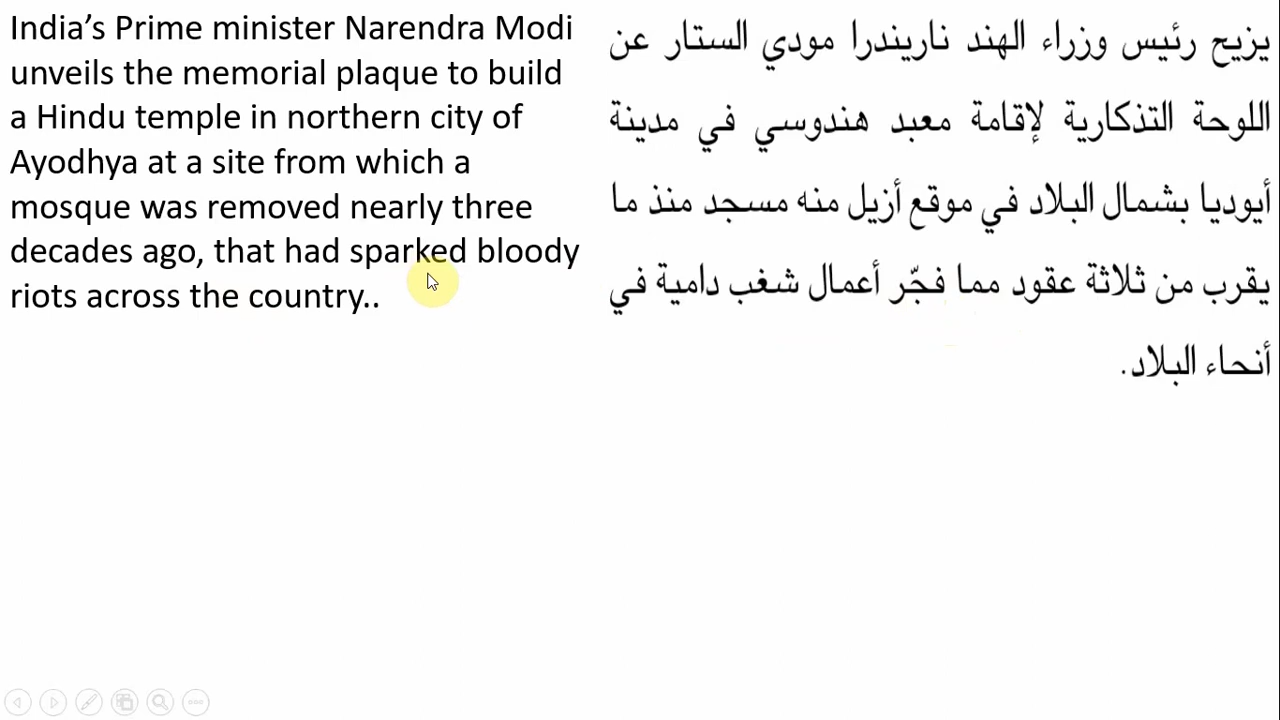 India’s Prime minister Narendra Modi
unveils the memorial plaque to build
a Hindu temple in northern city of
Ayodhya at a site from which a
mosque was removed nearly three
decades ago, that had sparked bloody
riots across the country..
يزيح رئيس وزراء الهند ناريندرا مودي الستار عن
اللوحة التذكارية لإقامة معبد هندوسي في مدينة
أيوديا بشمال البلاد في موقع أزيل منه مسجد منذ ما
يقرب من ثلاثة عقود مما فجّر أعمال شغب دامية في
أنحاء البلاد.